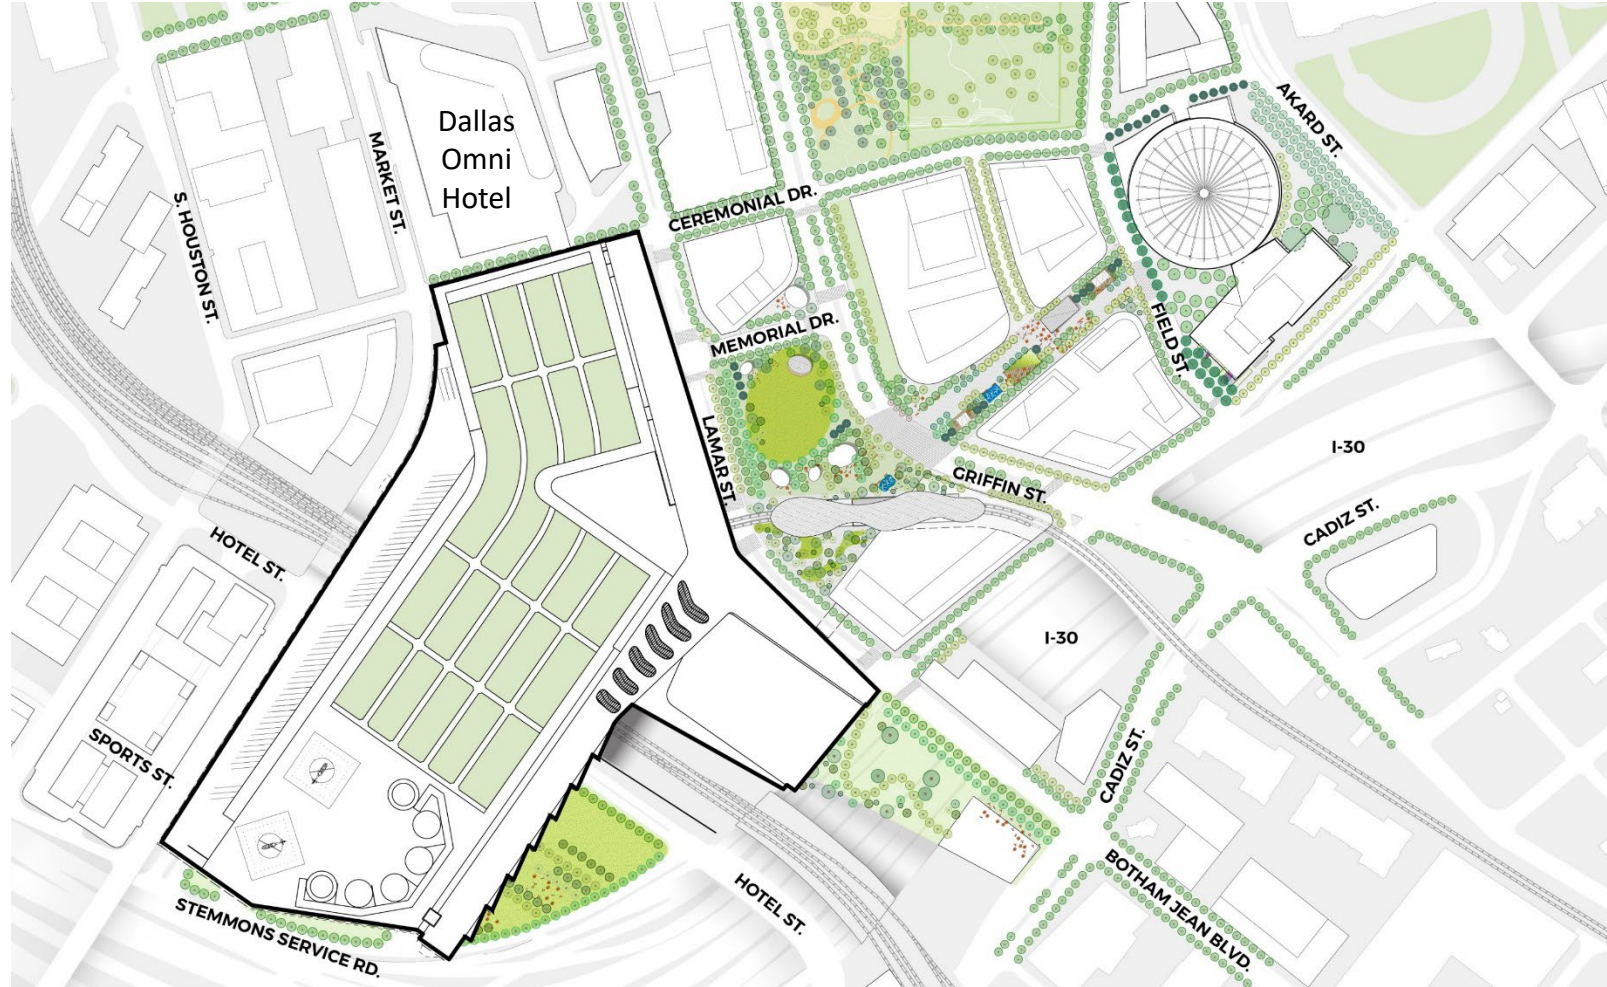 Dallas
Omni
Hotel
AKARD ST.
MARKET ST.
S. HOUSTON ST.
CEREMONIAL DR.
MEMORIAL DR.
FIELD ST.
LAMAR ST.
I-30
GRIFFIN ST.
CADIZ ST.
HOTEL ST.
I-30
SPORTS ST.
CADIZ ST.
HOTEL ST.
BOTHAM JEAN BLVD.
STEMMONS SERVICE RD.